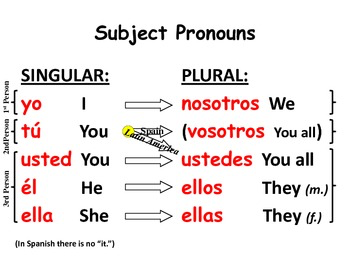 Subject Pronouns
SINGULAR: PLURAL:
1st Person
yo I nosotros We
2nd Person
tú You Spain (vosotros You all)
Latin America
usted You ustedes You all
3rd Person
él He ellos They (m.)
ella She ellas They (f.)
(In Spanish there is no “it.”)